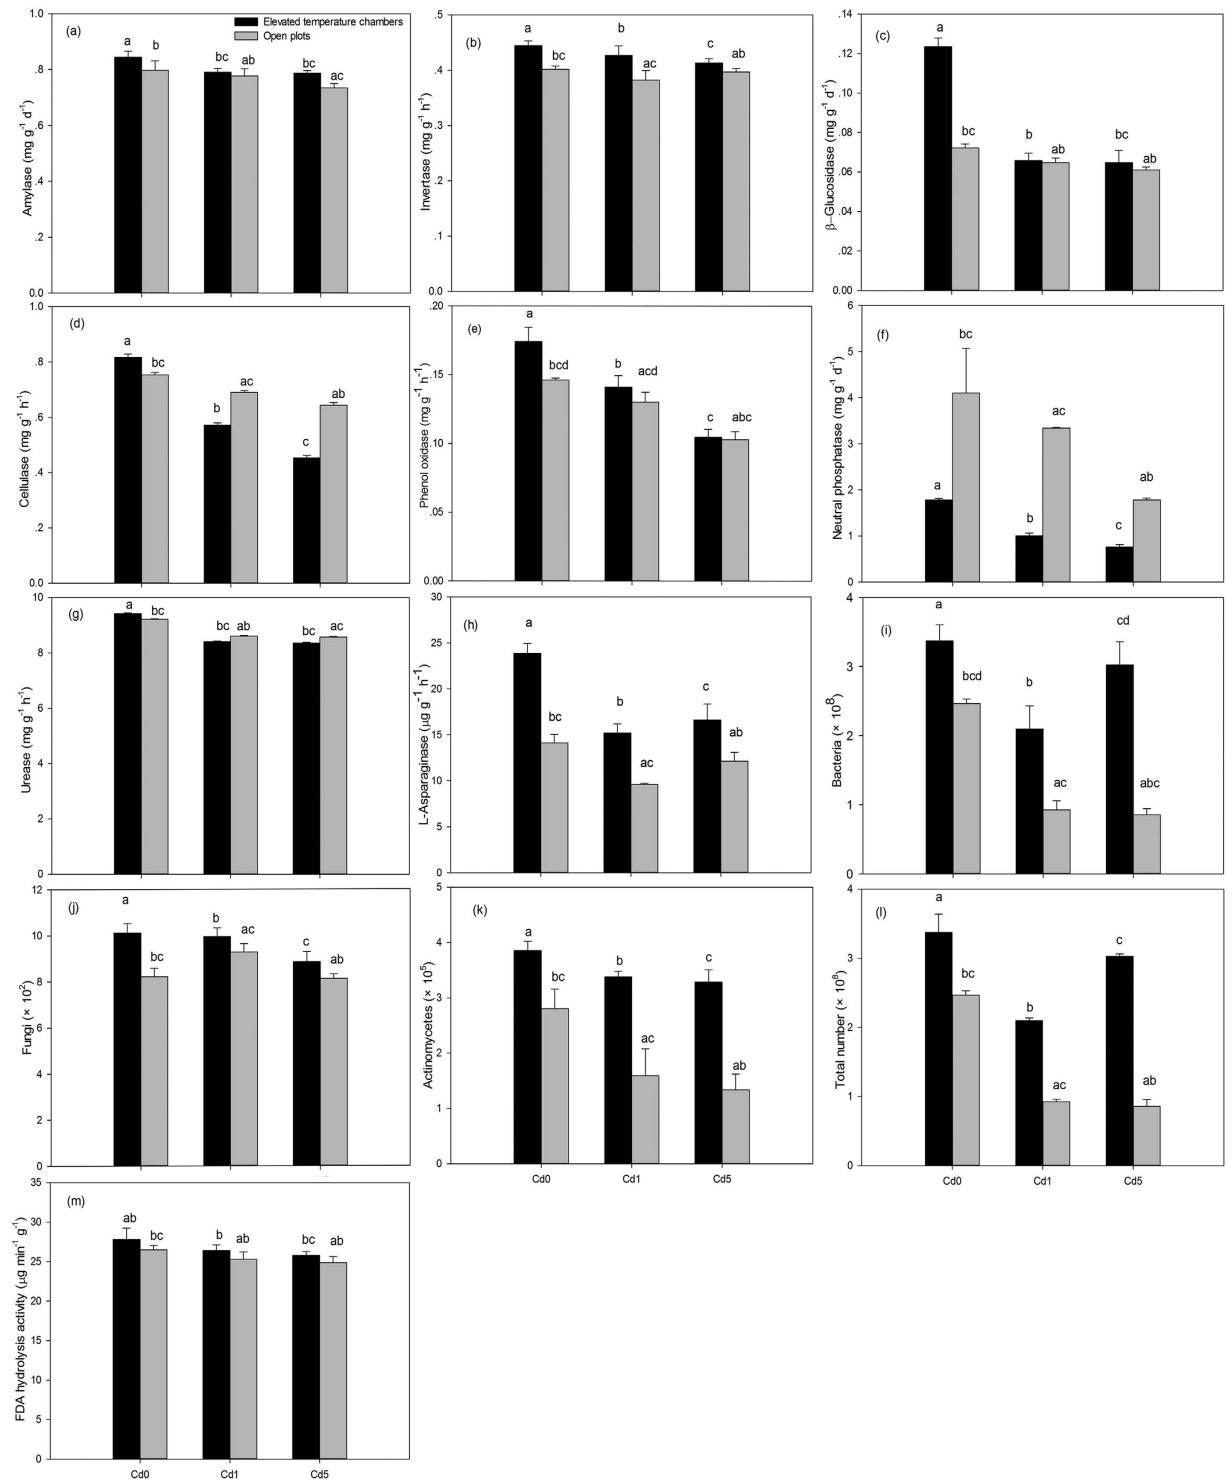 (a)
Elevated temperature chambers
Open plots
Amylase (mg g⁻¹ d⁻¹)
1.0
.8
.6
.4
.2
0.0
a b bc ab bc ac
(b)
Invertase (mg g⁻¹ h⁻¹)
.5
.4
.3
.2
.1
0.0
a bc b ac c ab
(c)
β–Glucosidase (mg g⁻¹ d⁻¹)
.14
.12
.10
.08
.06
.04
.02
.00
a bc b ab bc ab
(d)
Cellulase (mg g⁻¹ h⁻¹)
1.0
.8
.6
.4
.2
0.0
a bc b ac c ab
(e)
Phenol oxidase (mg g⁻¹ h⁻¹)
.20
.15
.10
.05
.00
a bcd b acd c abc
(f)
Neutral phosphatase (mg g⁻¹ d⁻¹)
6
5
4
3
2
1
0
a bc b ac c ab
(g)
Urease (mg g⁻¹ h⁻¹)
10
8
6
4
2
0
a bc bc ab bc ac
(h)
L-Asparaginase (μg g⁻¹ h⁻¹)
30
25
20
15
10
5
0
a bc b ac c ab
(i)
Bacteria (× 10⁸)
4
3
2
1
0
a bcd b ac cd abc
(j)
Fungi (× 10²)
12
10
8
6
4
2
0
a bc b ac c ab
(k)
Actinomycetes (× 10⁵)
5
4
3
2
1
0
a bc b ac c ab
Cd0 Cd1 Cd5
(l)
Total number (× 10⁸)
4
3
2
1
0
a bc b ac c ab
Cd0 Cd1 Cd5
(m)
FDA hydrolysis activity (μg min⁻¹ g⁻¹)
35
30
25
20
15
10
5
0
ab bc b ab bc ab
Cd0 Cd1 Cd5